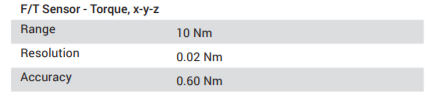 F/T Sensor - Torque, x-y-z
Range 10 Nm
Resolution 0.02 Nm
Accuracy 0.60 Nm